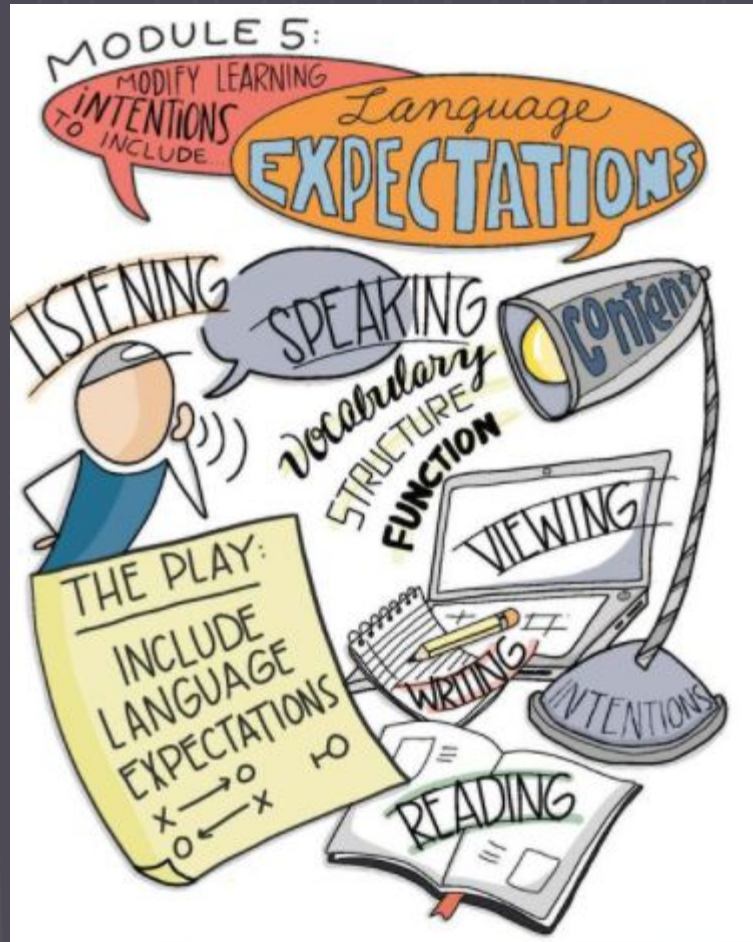 MODULE 5:
MODIFY LEARNING
INTENTIONS
TO INCLUDE...
Language
EXPECTATIONS
LISTENING
SPEAKING
Content
Vocabulary
STRUCTURE
FUNCTION
VIEWING
THE PLAY:
INCLUDE
LANGUAGE
EXPECTATIONS
X O
O X
WRITING
INTENTIONS
READING